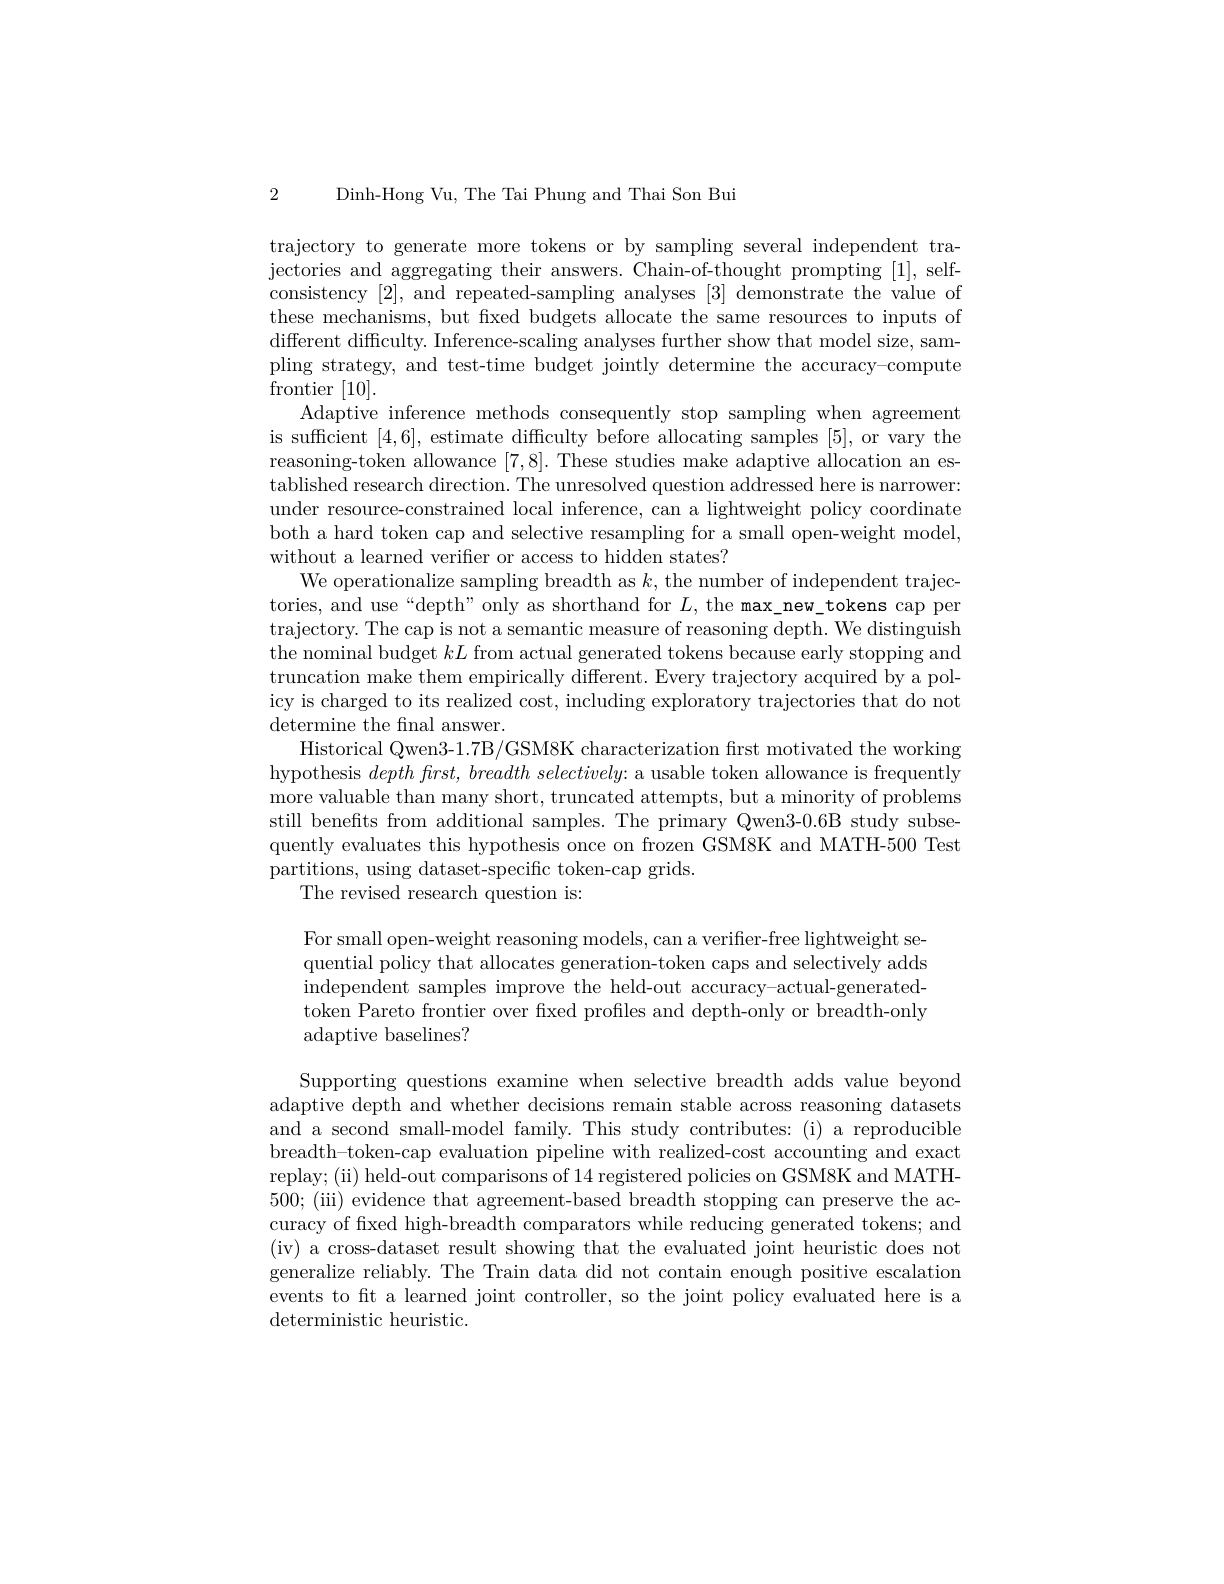 2 Dinh-Hong Vu, The Tai Phung and Thai Son Bui
trajectory to generate more tokens or by sampling several independent tra-
jectories and aggregating their answers. Chain-of-thought prompting [1], self-
consistency [2], and repeated-sampling analyses [3] demonstrate the value of
these mechanisms, but fixed budgets allocate the same resources to inputs of
different difficulty. Inference-scaling analyses further show that model size, sam-
pling strategy, and test-time budget jointly determine the accuracy–compute
frontier [10].
Adaptive inference methods consequently stop sampling when agreement
is sufficient [4,6], estimate difficulty before allocating samples [5], or vary the
reasoning-token allowance [7,8]. These studies make adaptive allocation an es-
tablished research direction. The unresolved question addressed here is narrower:
under resource-constrained local inference, can a lightweight policy coordinate
both a hard token cap and selective resampling for a small open-weight model,
without a learned verifier or access to hidden states?
We operationalize sampling breadth as k, the number of independent trajec-
tories, and use “depth” only as shorthand for L, the max_new_tokens cap per
trajectory. The cap is not a semantic measure of reasoning depth. We distinguish
the nominal budget kL from actual generated tokens because early stopping and
truncation make them empirically different. Every trajectory acquired by a pol-
icy is charged to its realized cost, including exploratory trajectories that do not
determine the final answer.
Historical Qwen3-1.7B/GSM8K characterization first motivated the working
hypothesis depth first, breadth selectively: a usable token allowance is frequently
more valuable than many short, truncated attempts, but a minority of problems
still benefits from additional samples. The primary Qwen3-0.6B study subse-
quently evaluates this hypothesis once on frozen GSM8K and MATH-500 Test
partitions, using dataset-specific token-cap grids.
The revised research question is:
For small open-weight reasoning models, can a verifier-free lightweight se-
quential policy that allocates generation-token caps and selectively adds
independent samples improve the held-out accuracy–actual-generated-
token Pareto frontier over fixed profiles and depth-only or breadth-only
adaptive baselines?
Supporting questions examine when selective breadth adds value beyond
adaptive depth and whether decisions remain stable across reasoning datasets
and a second small-model family. This study contributes: (i) a reproducible
breadth–token-cap evaluation pipeline with realized-cost accounting and exact
replay; (ii) held-out comparisons of 14 registered policies on GSM8K and MATH-
500; (iii) evidence that agreement-based breadth stopping can preserve the ac-
curacy of fixed high-breadth comparators while reducing generated tokens; and
(iv) a cross-dataset result showing that the evaluated joint heuristic does not
generalize reliably. The Train data did not contain enough positive escalation
events to fit a learned joint controller, so the joint policy evaluated here is a
deterministic heuristic.